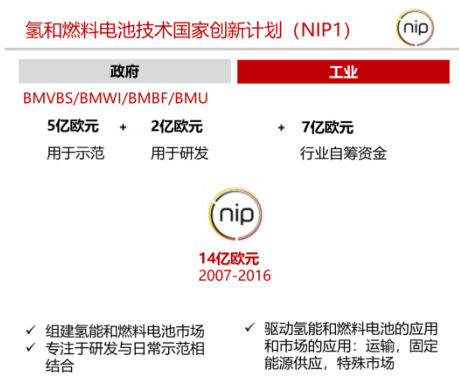 氢和燃料电池技术国家创新计划（NIP1）
nip
政府
工业
BMVBS/BMWI/BMBF/BMU
5亿欧元 + 2亿欧元 + 7亿欧元
用于示范 用于研发 行业自筹资金
nip
14亿欧元
2007-2016
✓ 组建氢能和燃料电池市场
✓ 专注于研发与日常示范相
结合
✓ 驱动氢能和燃料电池的应用
和市场的应用：运输，固定
能源供应，特殊市场